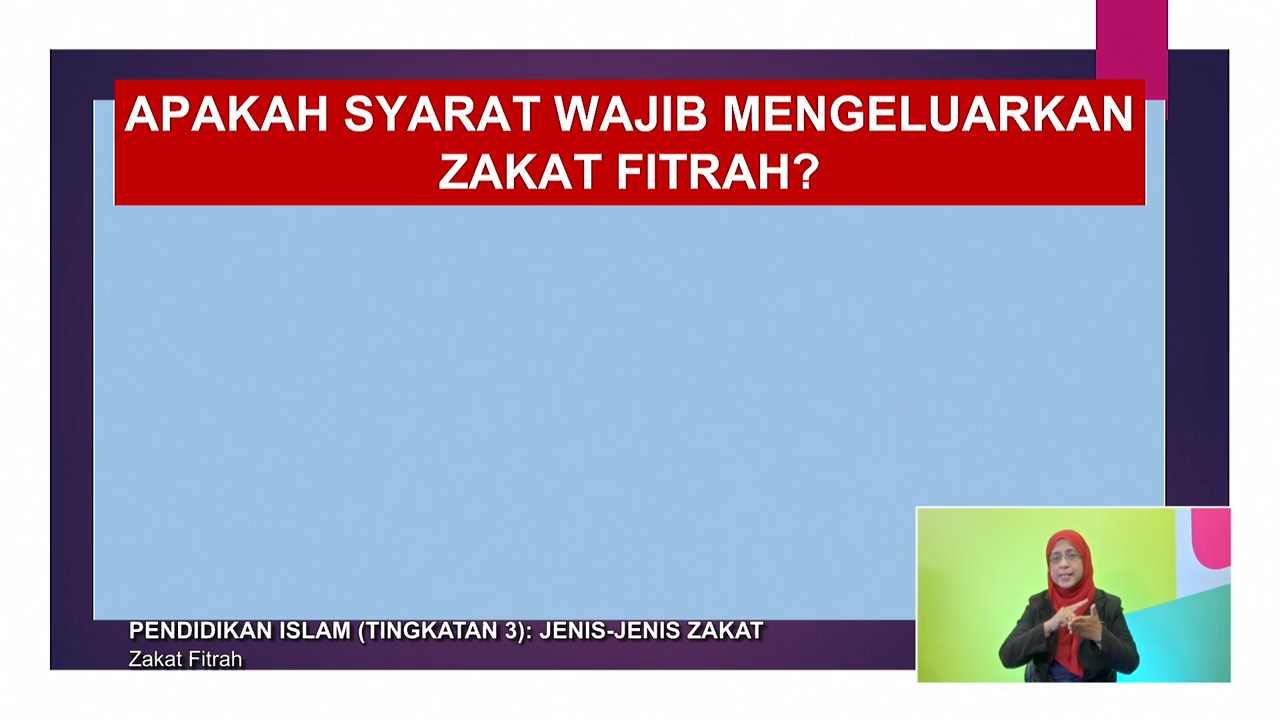 APAKAH SYARAT WAJIB MENGELUARKAN
ZAKAT FITRAH?
PENDIDIKAN ISLAM (TINGKATAN 3): JENIS-JENIS ZAKAT
Zakat Fitrah